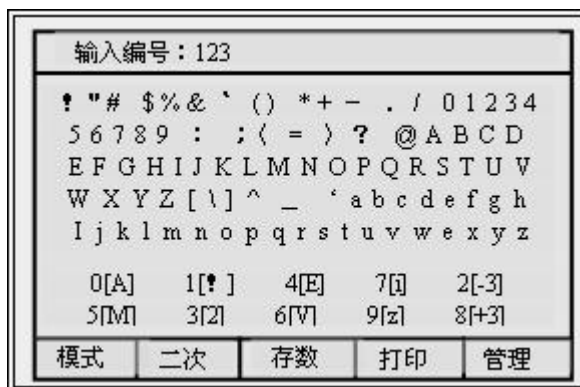 输入编号：123
! "# $%& ` () *+ - . / 01234
56789 : ;( = ) ? @ABCD
EFGHIJKLMNOPQRSTUV
WXYZ[\]^ _ ‘abcdefgh
Ijklmnopqrstuvwexyz
0[A] 1[! ] 4[E] 7[i] 2[-3]
5[M] 3[2] 6[V] 9[z] 8[+3]
模式 二次 存数 打印 管理